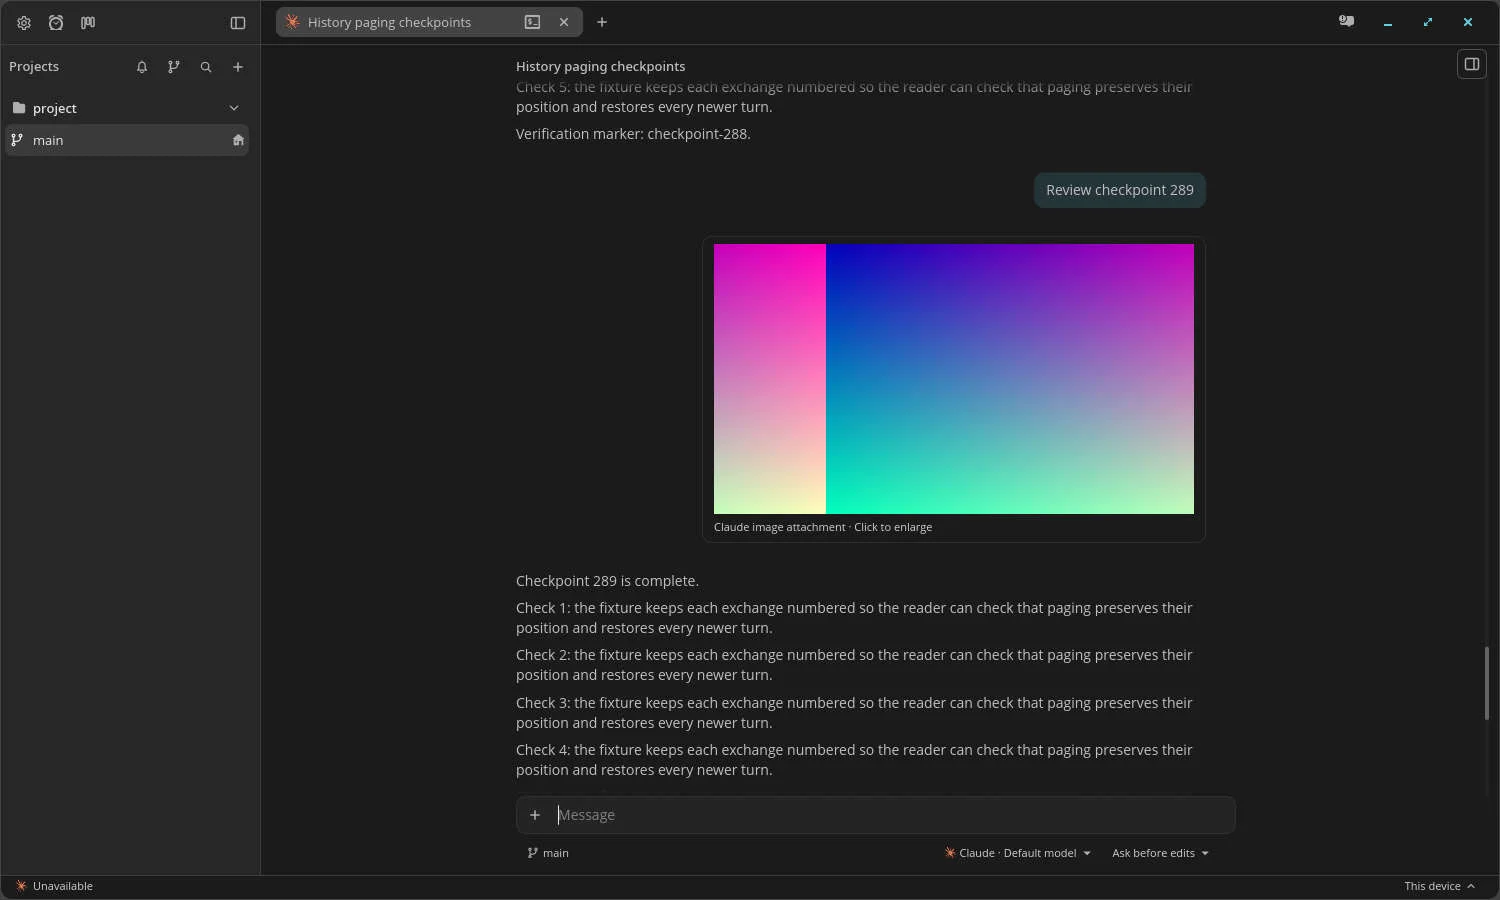 History paging checkpoints
Projects
project
main
History paging checkpoints
Check 5: the fixture keeps each exchange numbered so the reader can check that paging preserves their
position and restores every newer turn.
Verification marker: checkpoint-288.
Review checkpoint 289
Claude image attachment · Click to enlarge
Checkpoint 289 is complete.
Check 1: the fixture keeps each exchange numbered so the reader can check that paging preserves their
position and restores every newer turn.
Check 2: the fixture keeps each exchange numbered so the reader can check that paging preserves their
position and restores every newer turn.
Check 3: the fixture keeps each exchange numbered so the reader can check that paging preserves their
position and restores every newer turn.
Check 4: the fixture keeps each exchange numbered so the reader can check that paging preserves their
position and restores every newer turn.
Message
main
Claude · Default model
Ask before edits
Unavailable
This device